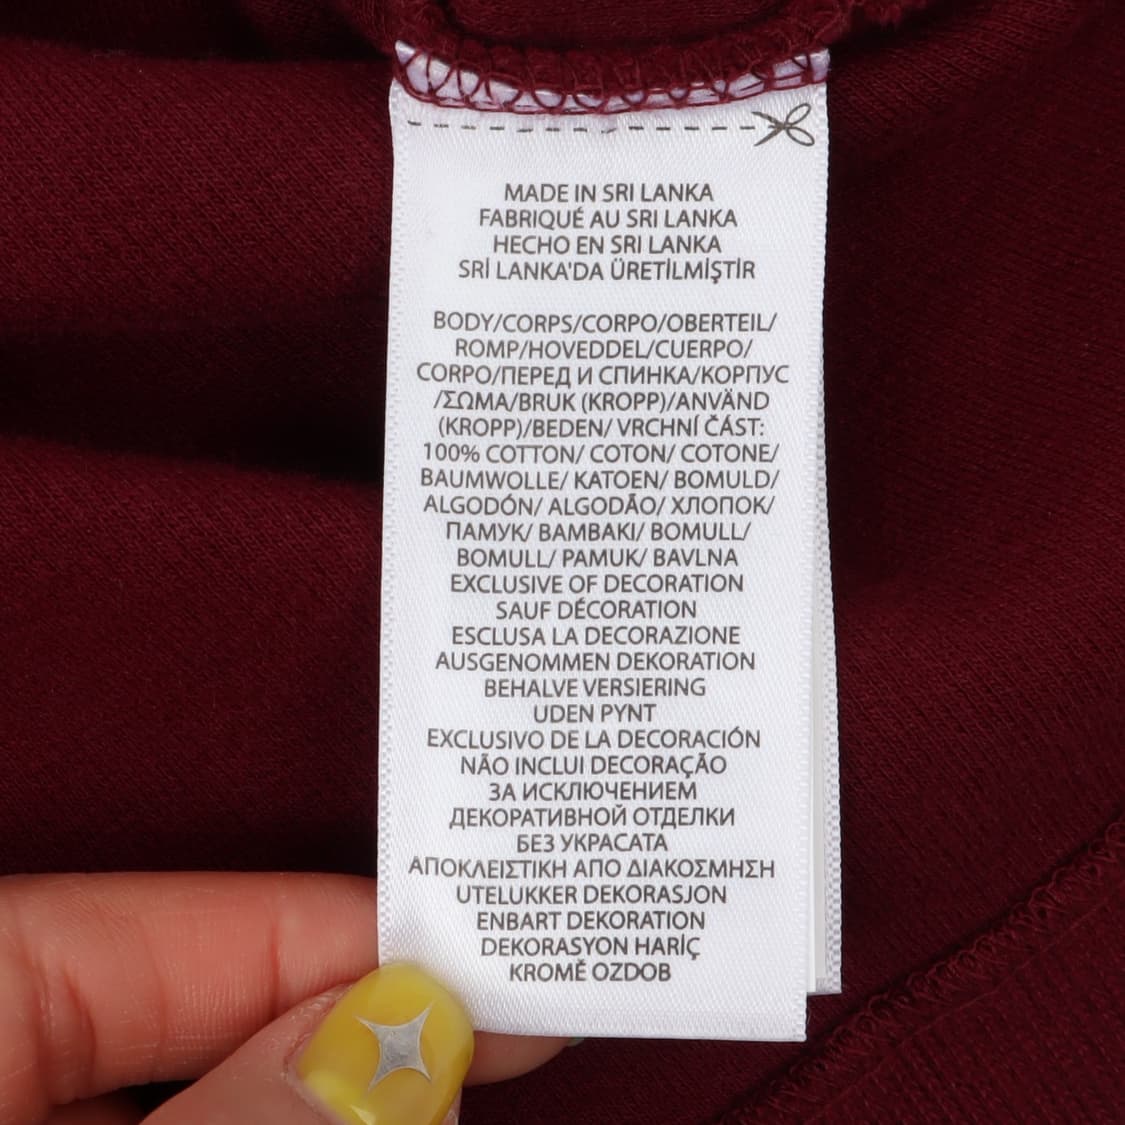 MADE IN SRI LANKA
FABRIQUÉ AU SRI LANKA
HECHO EN SRI LANKA
SRİ LANKA'DA ÜRETİLMİŞTİR
BODY/CORPS/CORPO/OBERTEIL/
ROMP/HOVEDDEL/CUERPO/
CORPO/ПЕРЕД И СПИНКА/КОРПУС
/ΣΩΜΑ/BRUK (KROPP)/ANVÄND
(KROPP)/BEDEN/ VRCHNÍ ČÁST:
100% COTTON/ COTON/ COTONE/
BAUMWOLLE/ KATOEN/ BOMULD/
ALGODÓN/ ALGODÃO/ ХЛОПОК/
ПАМУК/ ΒΑΜΒΑΚΙ/ BOMULL/
BOMULL/ PAMUK/ BAVLNA
EXCLUSIVE OF DECORATION
SAUF DÉCORATION
ESCLUSA LA DECORAZIONE
AUSGENOMMEN DEKORATION
BEHALVE VERSIERING
UDEN PYNT
EXCLUSIVO DE LA DECORACIÓN
NÃO INCLUI DECORAÇÃO
ЗА ИСКЛЮЧЕНИЕМ
ДЕКОРАТИВНОЙ ОТДЕЛКИ
БЕЗ УКРАСАТА
ΑΠΟΚΛΕΙΣΤΙΚΗ ΑΠΟ ΔΙΑΚΟΣΜΗΣΗ
UTELUKKER DEKORASJON
ENBART DEKORATION
DEKORASYON HARİÇ
KROMĚ OZDOB